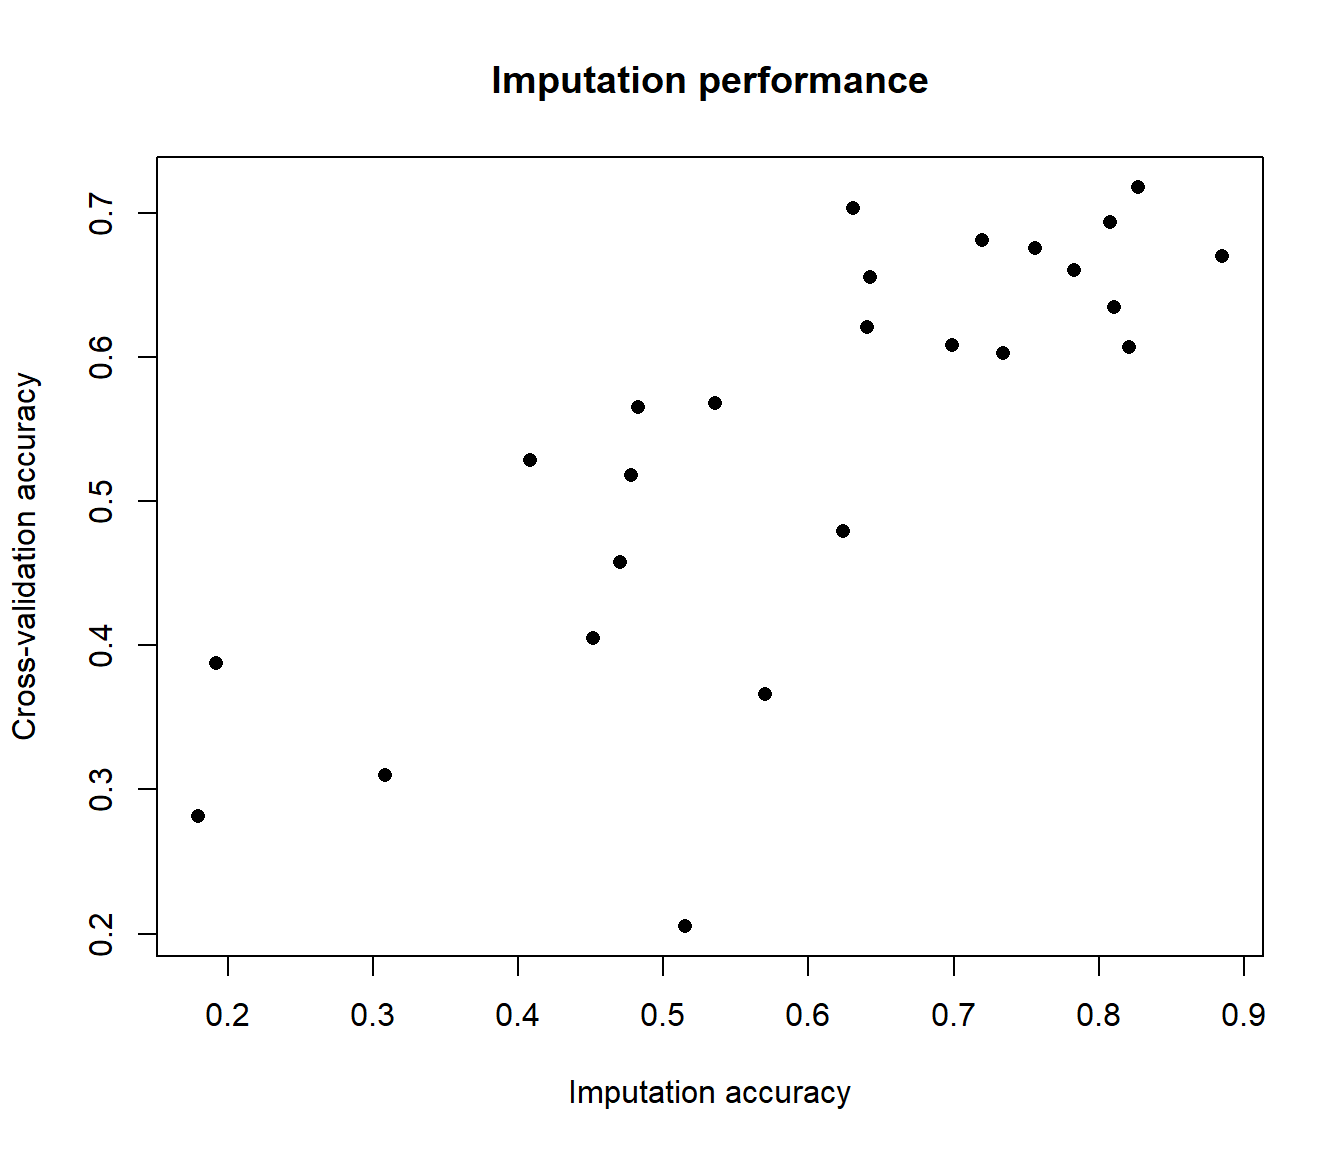 Imputation performance
Cross-validation accuracy
0.7
0.6
0.5
0.4
0.3
0.2
0.2 0.3 0.4 0.5 0.6 0.7 0.8 0.9
Imputation accuracy